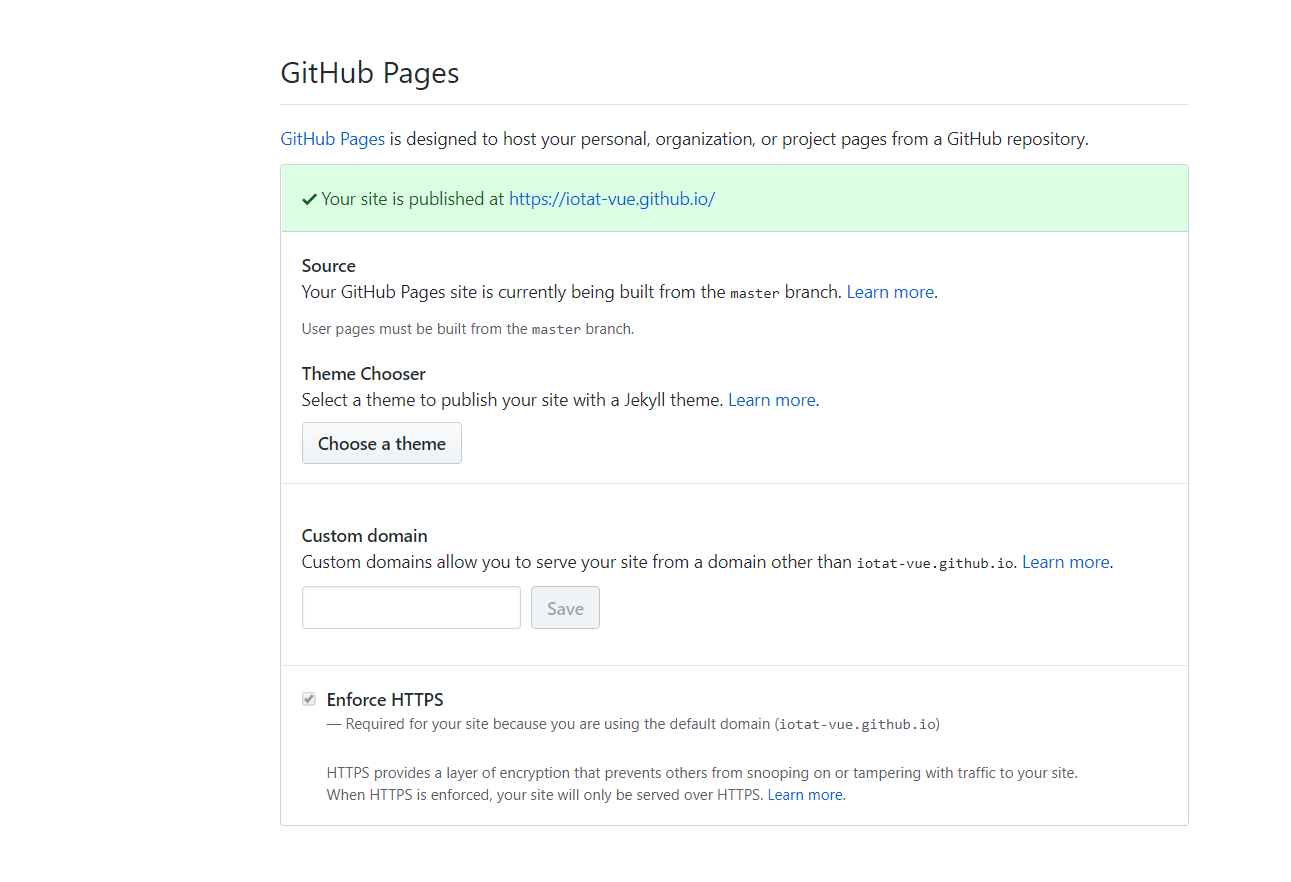 GitHub Pages
GitHub Pages is designed to host your personal, organization, or project pages from a GitHub repository.
Your site is published at https://iotat-vue.github.io/
Source
Your GitHub Pages site is currently being built from the master branch. Learn more.
User pages must be built from the master branch.
Theme Chooser
Select a theme to publish your site with a Jekyll theme. Learn more.
Choose a theme
Custom domain
Custom domains allow you to serve your site from a domain other than iotat-vue.github.io. Learn more.
Save
Enforce HTTPS
— Required for your site because you are using the default domain (iotat-vue.github.io)
HTTPS provides a layer of encryption that prevents others from snooping on or tampering with traffic to your site.
When HTTPS is enforced, your site will only be served over HTTPS. Learn more.